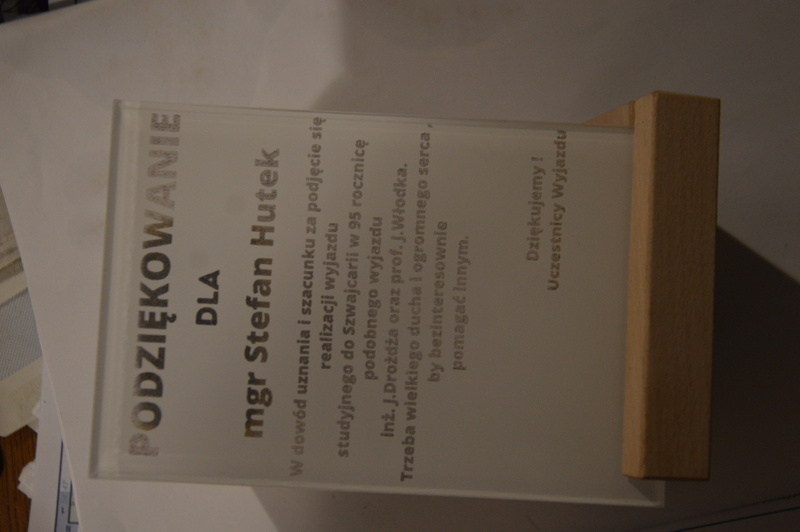 PODZIĘKOWANIE
DLA
mgr Stefan Hutek
W dowód uznania i szacunku za podjęcie się
realizacji wyjazdu
studyjnego do Szwajcarii w 95 rocznicę
podobnego wyjazdu
inż. J.Drożdża oraz prof. J.Włodka.
Trzeba wielkiego ducha i ogromnego serca ,
by bezinteresownie
pomagać innym.
Dziękujemy !
Uczestnicy Wyjazdu